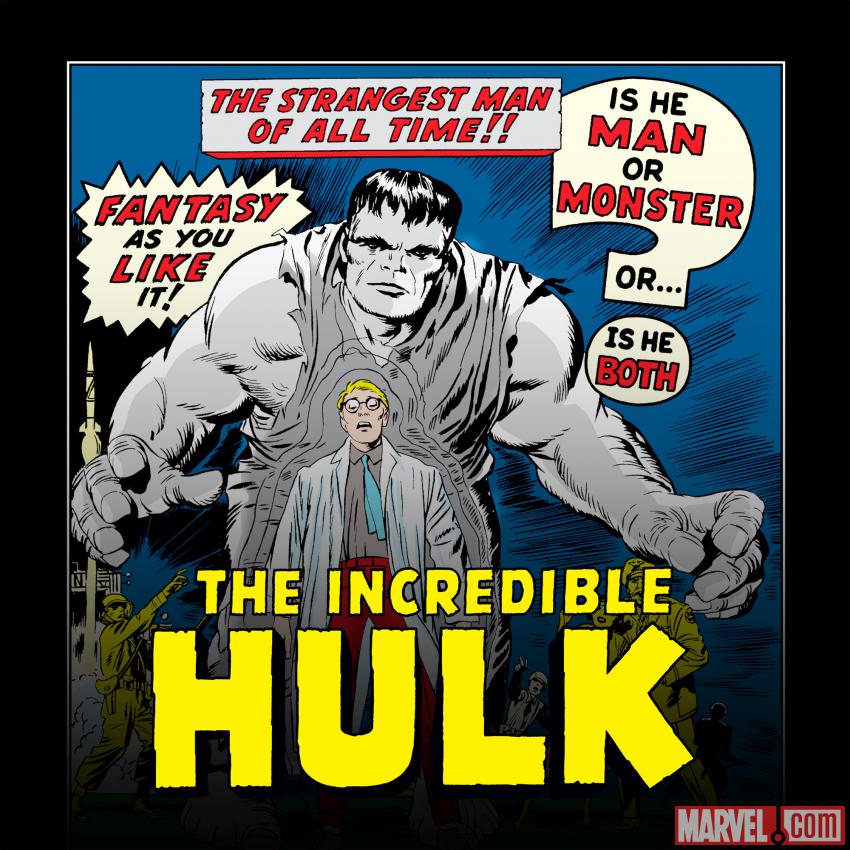 THE STRANGEST MAN
OF ALL TIME!!
FANTASY
AS YOU
LIKE
IT!
IS HE
MAN
OR
MONSTER
OR...
IS HE
BOTH
THE INCREDIBLE
HULK
MARVEL.com